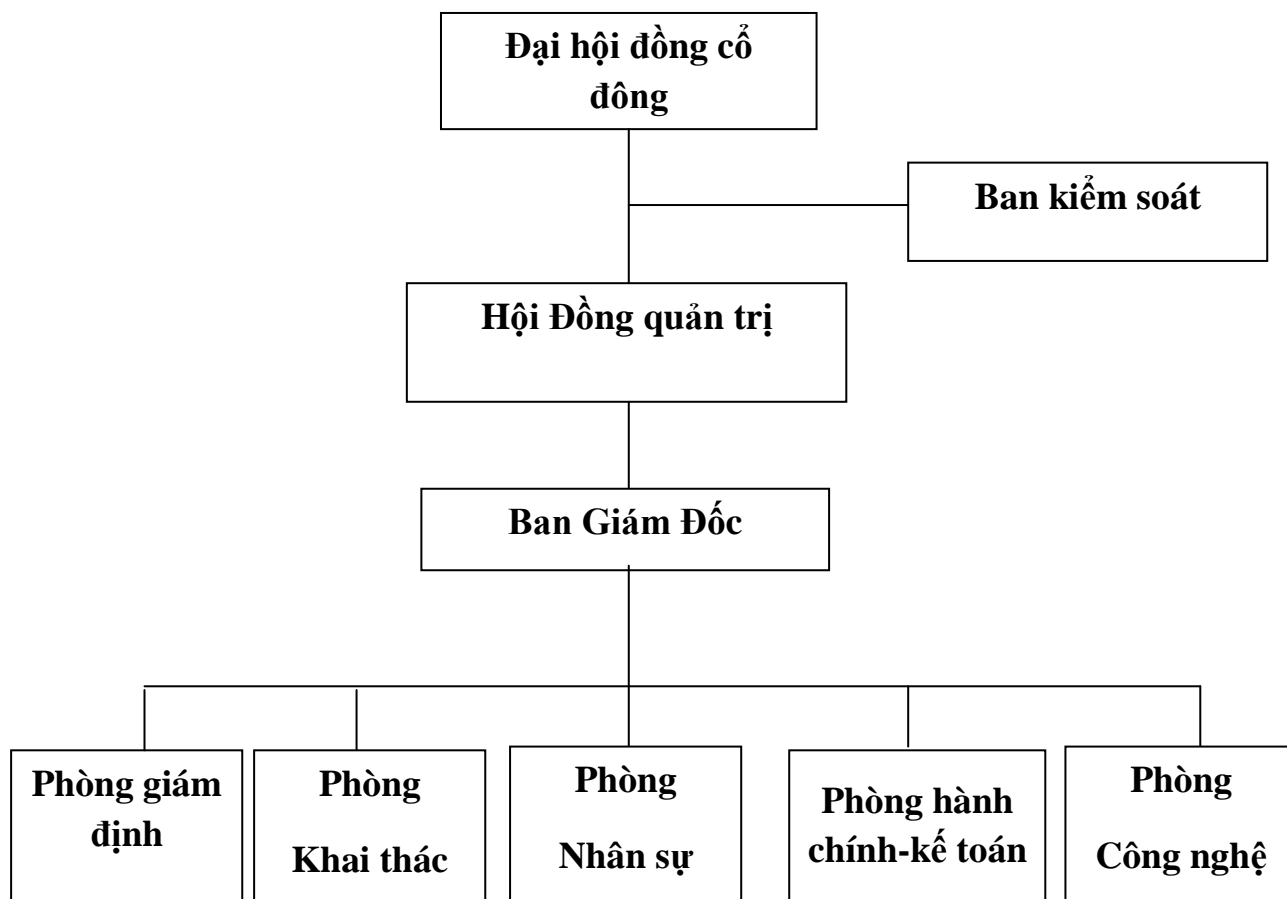 Đại hội đồng cổ
đông
Ban kiểm soát
Hội Đồng quản trị
Ban Giám Đốc
Phòng giám
định
Phòng
Khai thác
Phòng
Nhân sự
Phòng hành
chính-kế toán
Phòng
Công nghệ